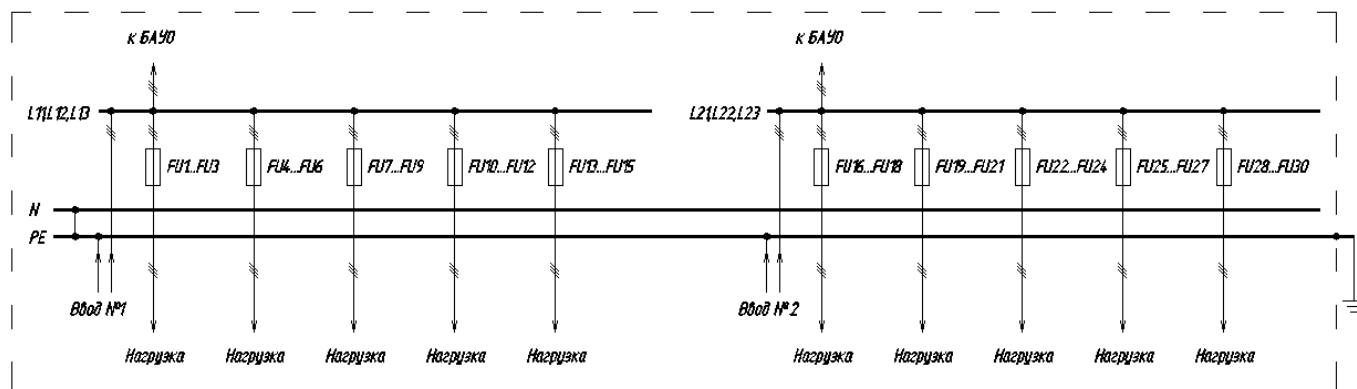 к БАУО к БАУО
L11,L12,L13 L21,L22,L23
FU1...FU3 FU4...FU6 FU7...FU9 FU10...FU12 FU13...FU15 FU16...FU18 FU19...FU21 FU22...FU24 FU25...FU27 FU28...FU30
N
PE
Ввод №1 Ввод №2
Нагрузка Нагрузка Нагрузка Нагрузка Нагрузка Нагрузка Нагрузка Нагрузка Нагрузка Нагрузка